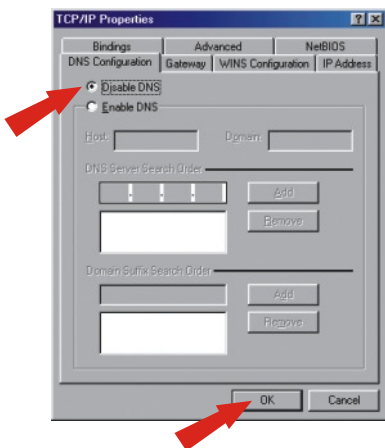 TCP/IP Properties
Bindings Advanced NetBIOS
DNS Configuration Gateway WINS Configuration IP Address
Disable DNS
Enable DNS
Host: Domain:
DNS Server Search Order
Add
Remove
Domain Suffix Search Order
Add
Remove
OK Cancel